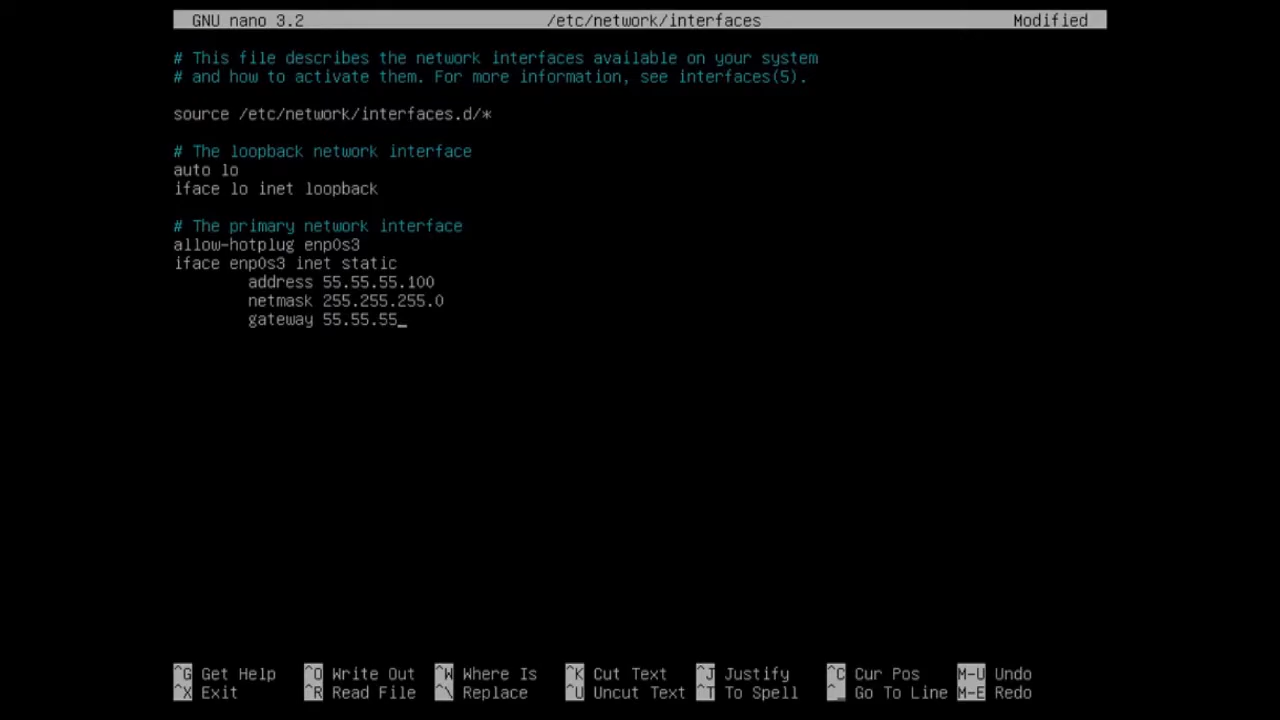 GNU nano 3.2 /etc/network/interfaces Modified
# This file describes the network interfaces available on your system
# and how to activate them. For more information, see interfaces(5).
source /etc/network/interfaces.d/*
# The loopback network interface
auto lo
iface lo inet loopback
# The primary network interface
allow-hotplug enp0s3
iface enp0s3 inet static
address 55.55.55.100
netmask 255.255.255.0
gateway 55.55.55_
^G Get Help ^O Write Out ^W Where Is ^K Cut Text ^J Justify ^C Cur Pos M-U Undo
^X Exit ^R Read File ^\ Replace ^U Uncut Text ^T To Spell ^_ Go To Line M-E Redo